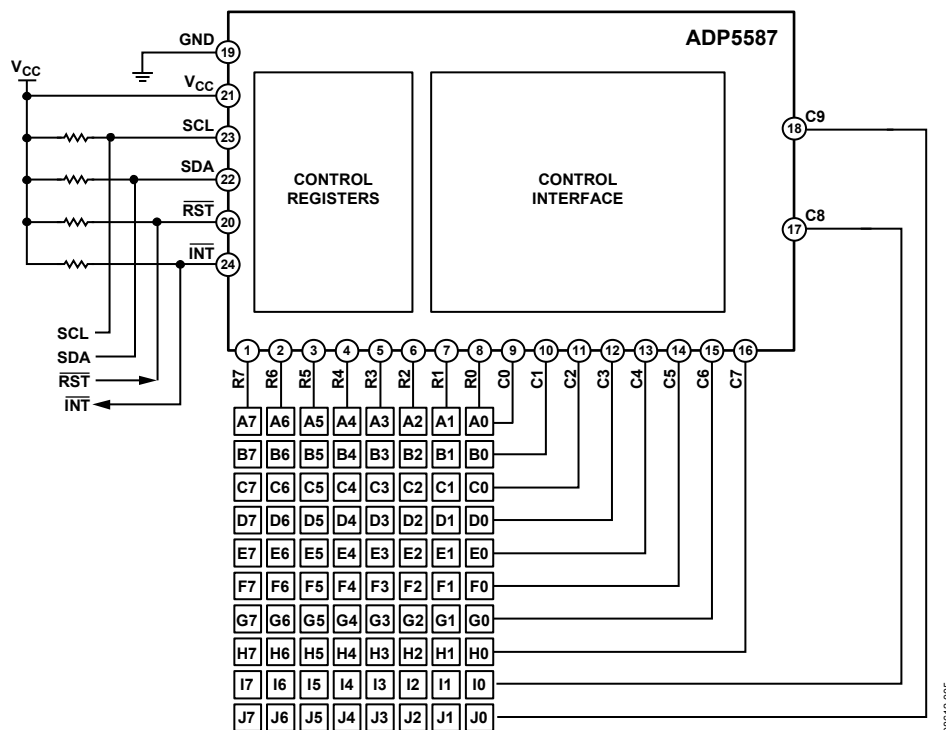 ADP5587
GND
19
VCC
VCC
21
SCL
23
SDA
22
RST
20
INT
24
CONTROL
REGISTERS
CONTROL
INTERFACE
18
C9
17
C8
SCL
SDA
RST
INT
1 2 3 4 5 6 7 8 9 10 11 12 13 14 15 16
R7 R6 R5 R4 R3 R2 R1 R0 C0 C1 C2 C3 C4 C5 C6 C7
A7 A6 A5 A4 A3 A2 A1 A0
B7 B6 B5 B4 B3 B2 B1 B0
C7 C6 C5 C4 C3 C2 C1 C0
D7 D6 D5 D4 D3 D2 D1 D0
E7 E6 E5 E4 E3 E2 E1 E0
F7 F6 F5 F4 F3 F2 F1 F0
G7 G6 G5 G4 G3 G2 G1 G0
H7 H6 H5 H4 H3 H2 H1 H0
I7 I6 I5 I4 I3 I2 I1 I0
J7 J6 J5 J4 J3 J2 J1 J0